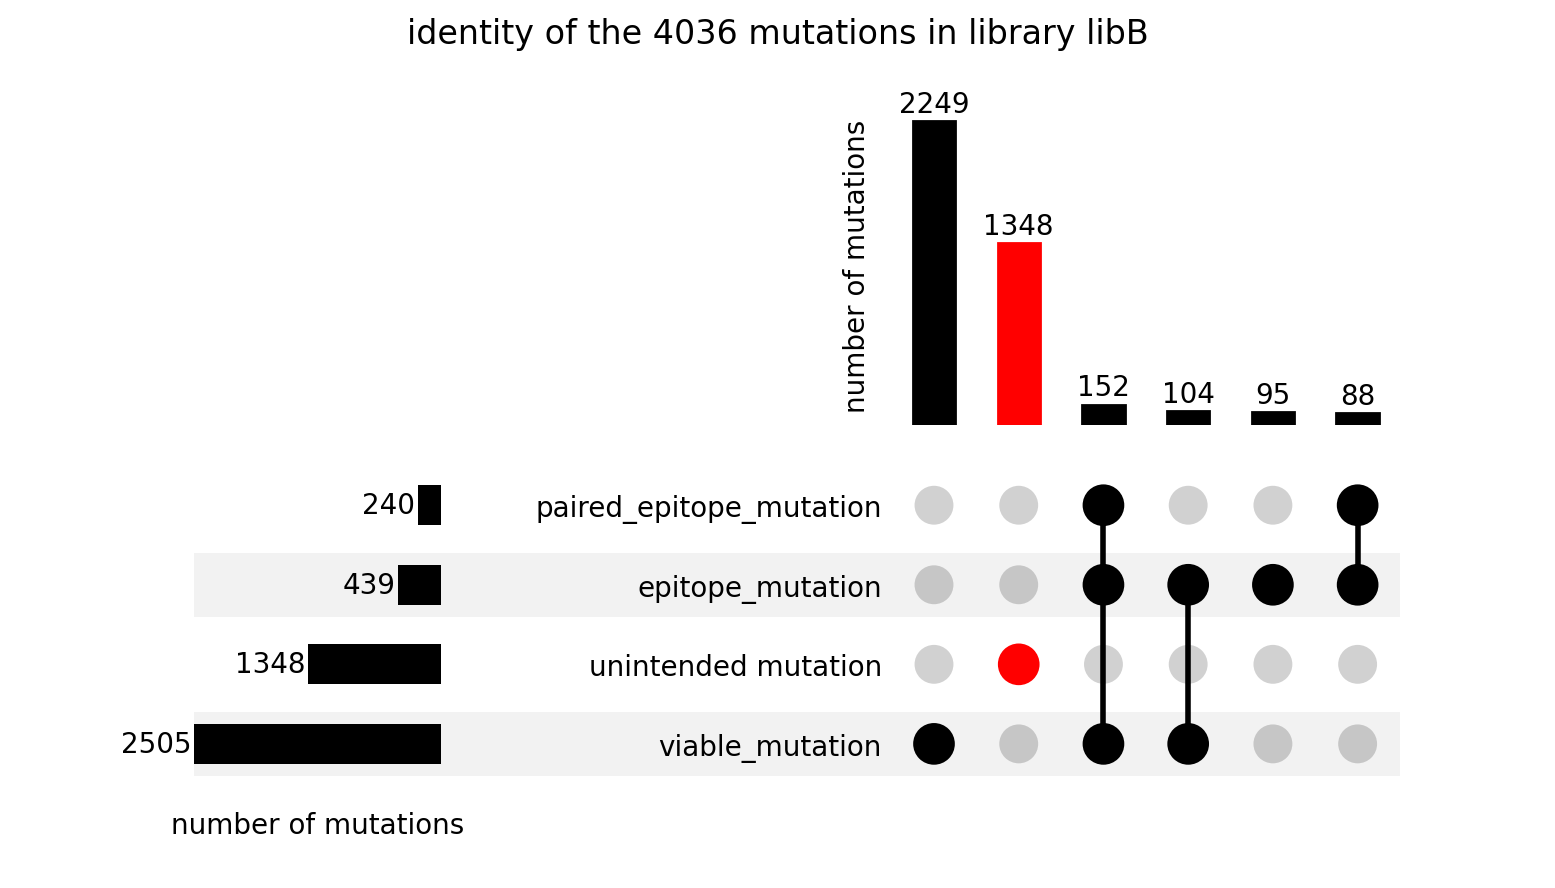 identity of the 4036 mutations in library libB
2249
1348
152
104
95
88
number of mutations
240
paired_epitope_mutation
439
epitope_mutation
1348
unintended mutation
2505
viable_mutation
number of mutations